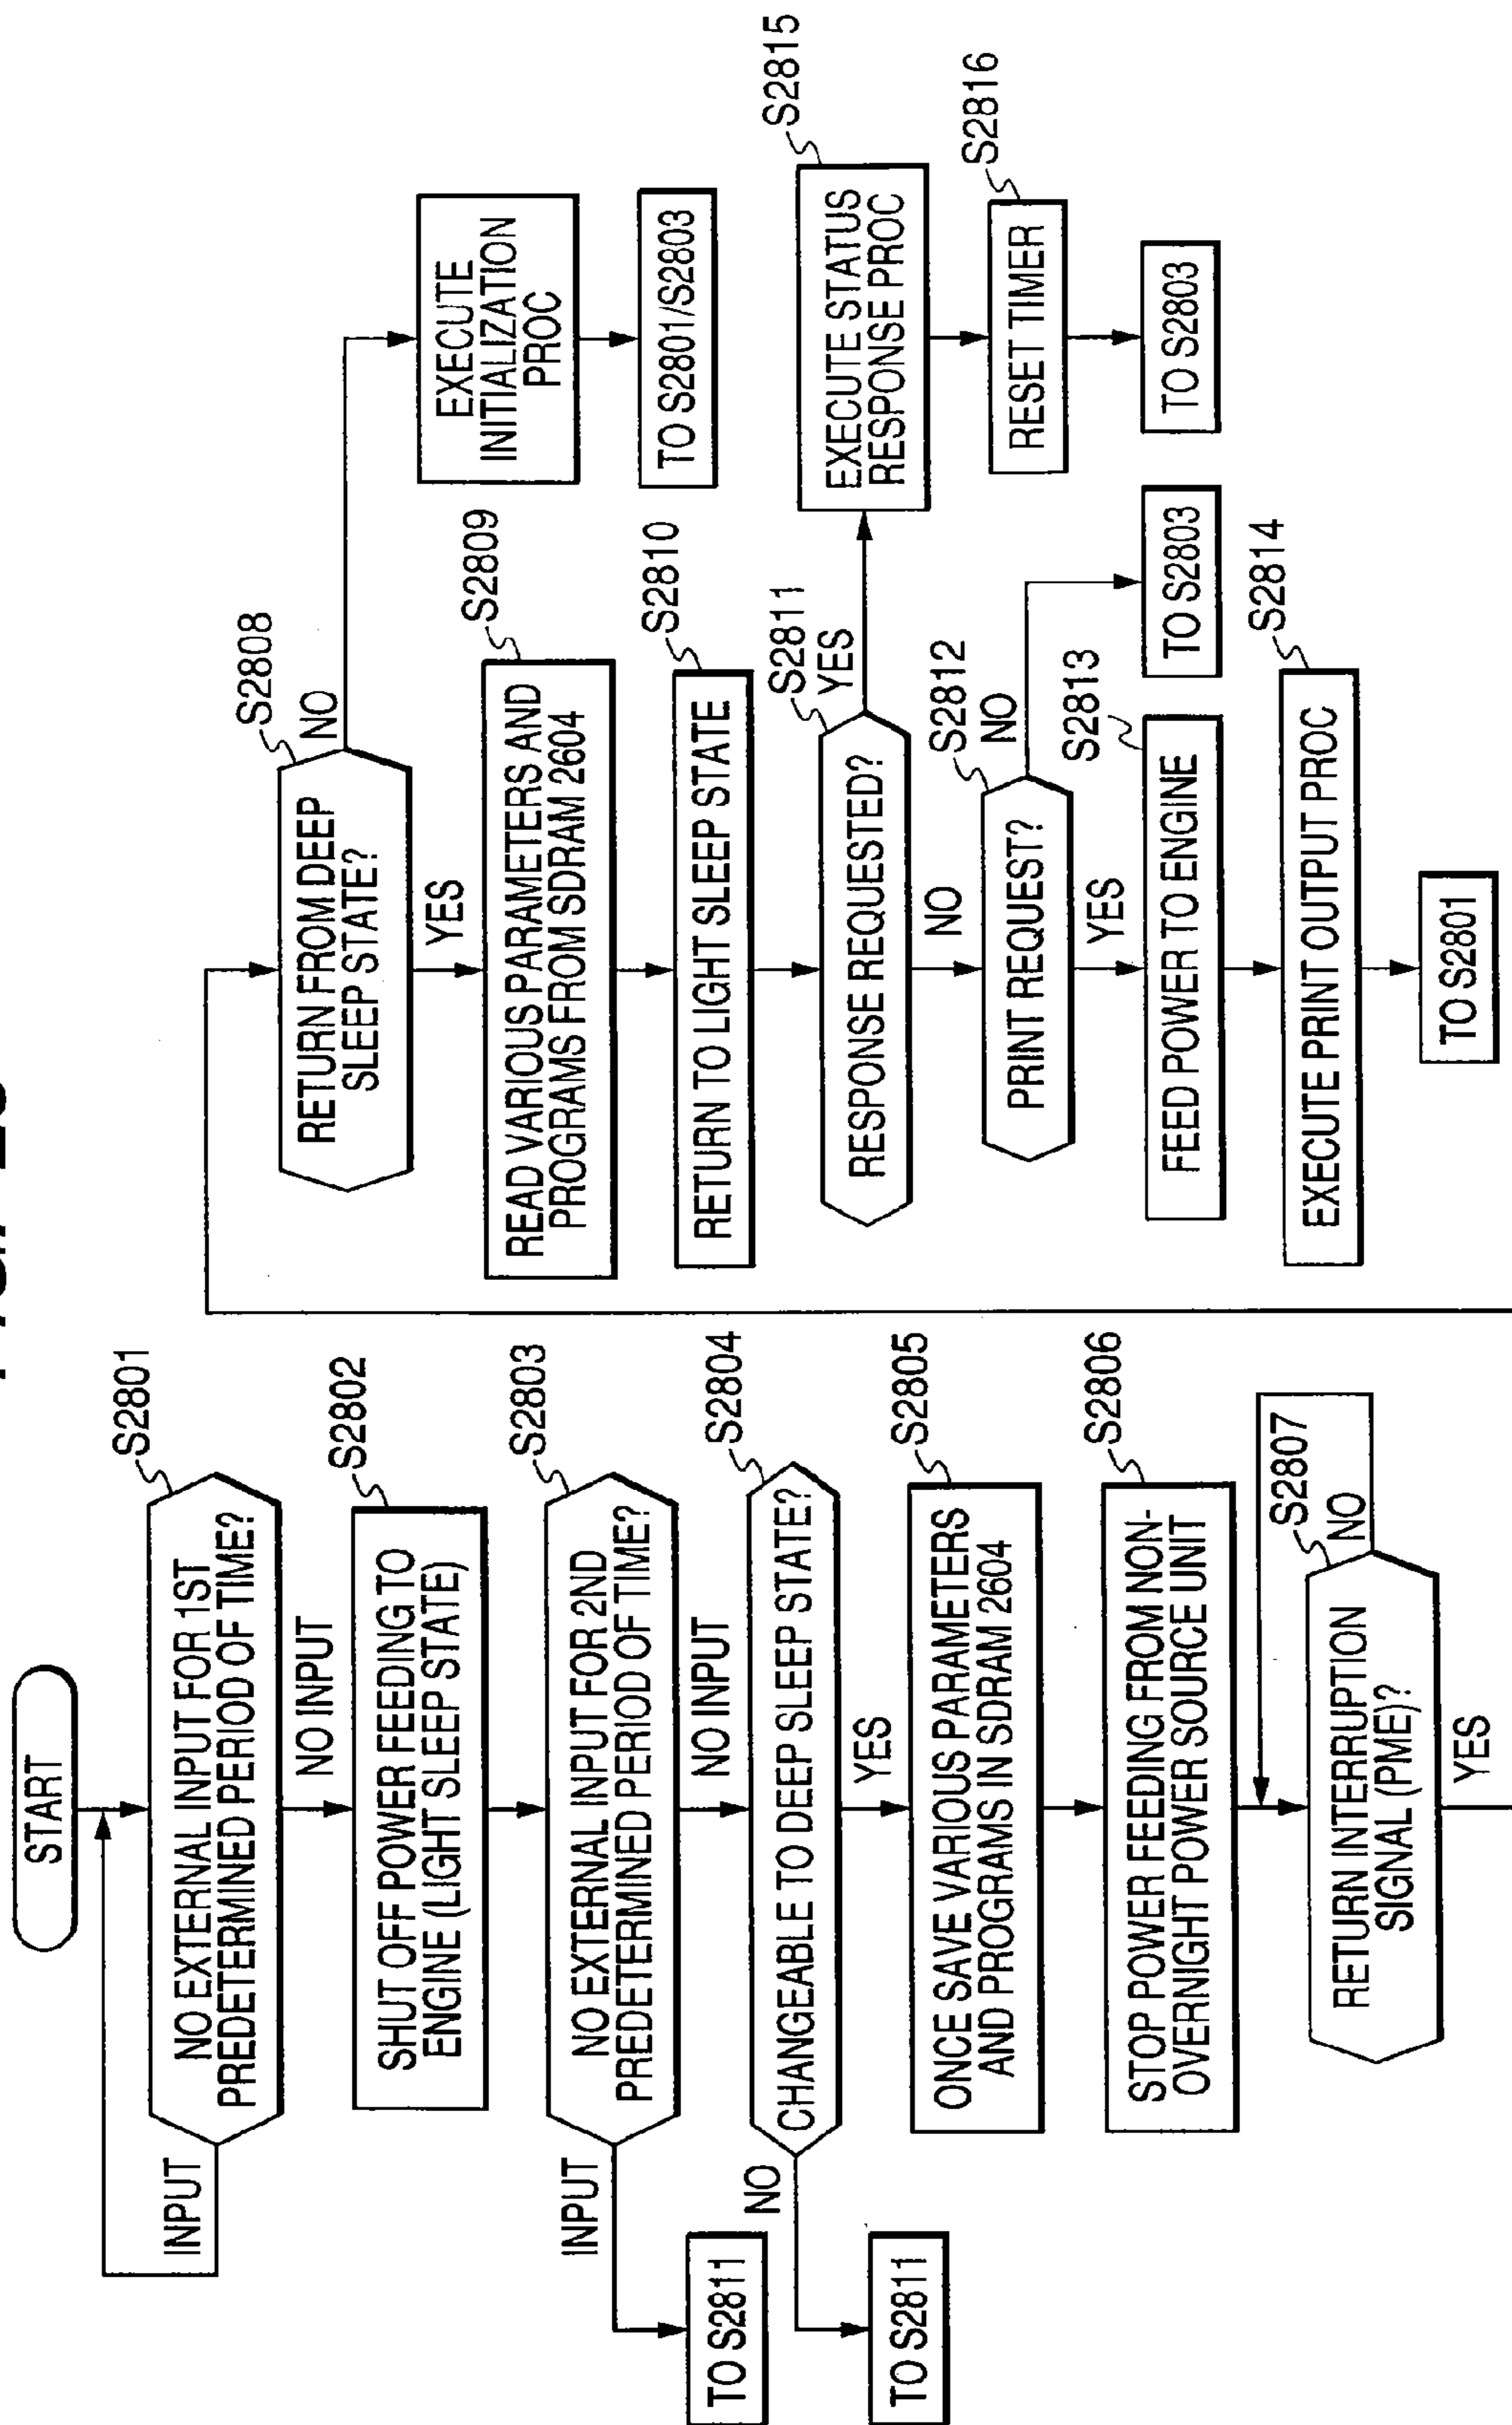 START
S2801
NO EXTERNAL INPUT FOR 1ST
PREDETERMINED PERIOD OF TIME?
INPUT
NO INPUT
S2802
SHUT OFF POWER FEEDING TO
ENGINE (LIGHT SLEEP STATE)
S2803
NO EXTERNAL INPUT FOR 2ND
PREDETERMINED PERIOD OF TIME?
INPUT
TO S2811
NO INPUT
S2804
CHANGEABLE TO DEEP SLEEP STATE?
NO
TO S2811
YES
S2805
ONCE SAVE VARIOUS PARAMETERS
AND PROGRAMS IN SDRAM 2604
S2806
STOP POWER FEEDING FROM NON-
OVERNIGHT POWER SOURCE UNIT
S2807
RETURN INTERRUPTION
SIGNAL (PME)?
NO
YES
S2808
RETURN FROM DEEP
SLEEP STATE?
NO
EXECUTE
INITIALIZATION
PROC
TO S2801/S2803
YES
S2809
READ VARIOUS PARAMETERS AND
PROGRAMS FROM SDRAM 2604
S2810
RETURN TO LIGHT SLEEP STATE
S2811
RESPONSE REQUESTED?
YES
S2815
EXECUTE STATUS
RESPONSE PROC
S2816
RESET TIMER
TO S2803
NO
S2812
PRINT REQUEST?
NO
TO S2803
YES
S2813
FEED POWER TO ENGINE
S2814
EXECUTE PRINT OUTPUT PROC
TO S2801